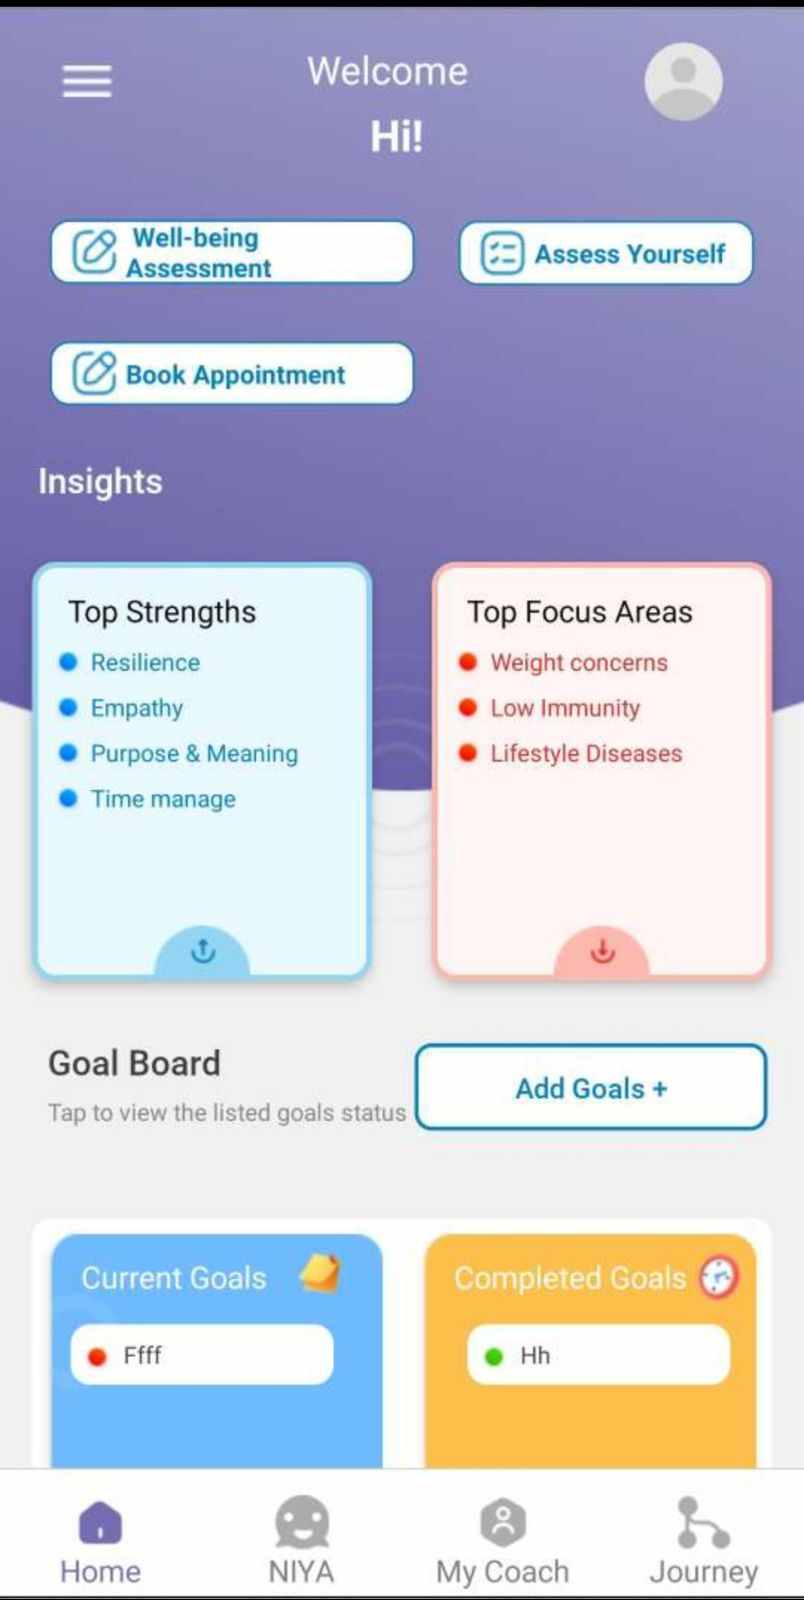 Welcome
Hi!
Well-being
Assessment
Assess Yourself
Book Appointment
Insights
Top Strengths
Resilience
Empathy
Purpose & Meaning
Time manage
Top Focus Areas
Weight concerns
Low Immunity
Lifestyle Diseases
Goal Board
Tap to view the listed goals status
Add Goals +
Current Goals
Ffff
Completed Goals
Hh
Home
NIYA
My Coach
Journey